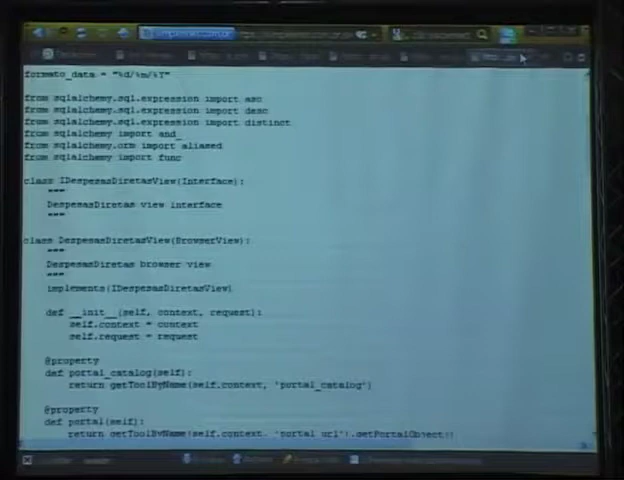 formato_data = "%d/%m/%Y"
from sqlalchemy.sql.expression import asc
from sqlalchemy.sql.expression import desc
from sqlalchemy.sql.expression import distinct
from sqlalchemy import and_
from sqlalchemy.orm import aliased
from sqlalchemy import func
class IDespesasDiretasView(Interface):
"""
DespesasDiretas view interface
"""
class DespesasDiretasView(BrowserView):
"""
DespesasDiretas browser view
"""
implements(IDespesasDiretasView)
def __init__(self, context, request):
self.context = context
self.request = request
@property
def portal_catalog(self):
return getToolByName(self.context, 'portal_catalog')
@property
def portal(self):
return getToolByName(self.context, 'portal_url').getPortalObject()